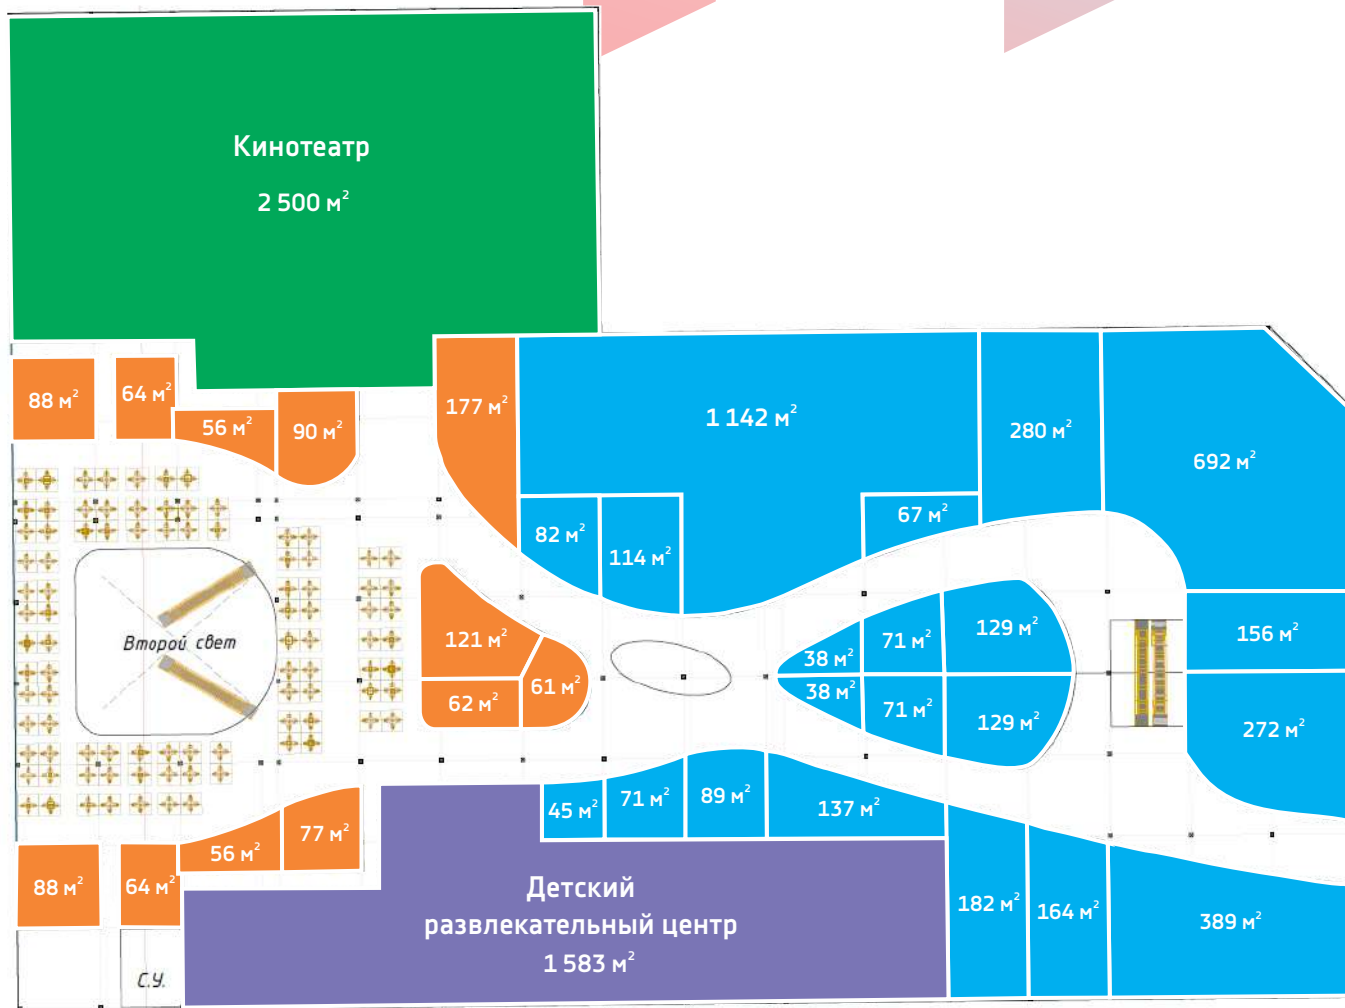 Кинотеатр
2 500 м²
88 м²
64 м²
56 м²
90 м²
177 м²
1 142 м²
280 м²
692 м²
82 м²
114 м²
67 м²
Второй свет
121 м²
62 м²
61 м²
38 м²
71 м²
129 м²
38 м²
71 м²
129 м²
156 м²
272 м²
45 м²
71 м²
89 м²
137 м²
56 м²
77 м²
88 м²
64 м²
Детский
развлекательный центр
1 583 м²
182 м²
164 м²
389 м²
С.У.